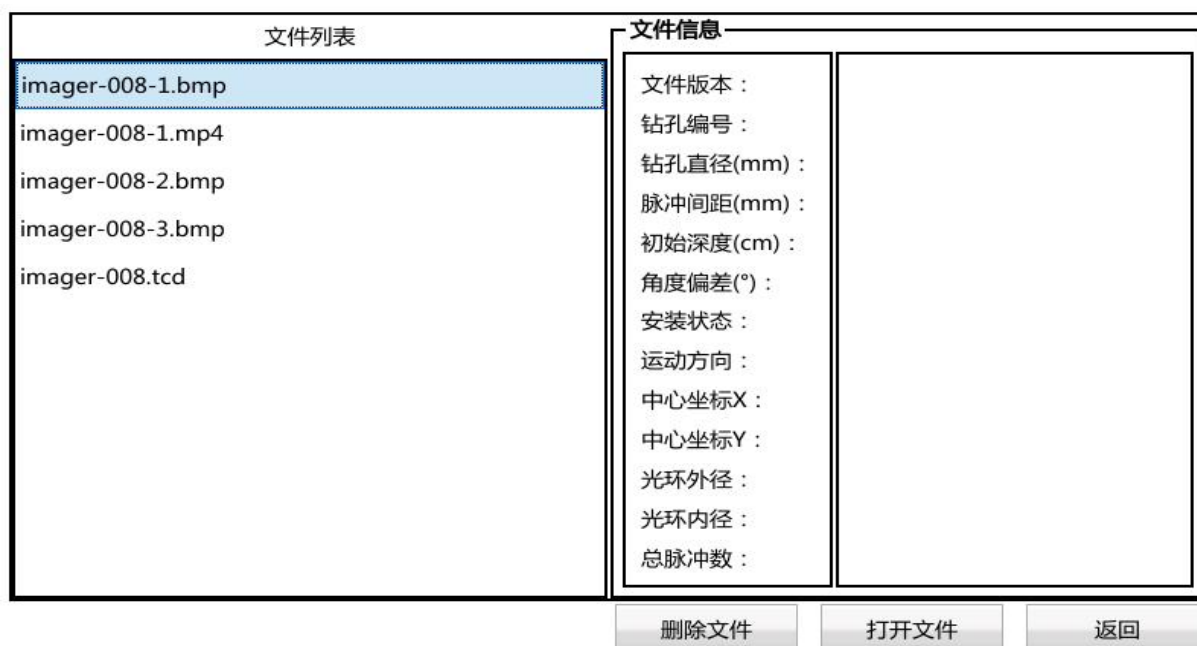 文件列表
imager-008-1.bmp
imager-008-1.mp4
imager-008-2.bmp
imager-008-3.bmp
imager-008.tcd
文件信息
文件版本：
钻孔编号：
钻孔直径(mm)：
脉冲间距(mm)：
初始深度(cm)：
角度偏差(°)：
安装状态：
运动方向：
中心坐标X：
中心坐标Y：
光环外径：
光环内径：
总脉冲数：
删除文件
打开文件
返回